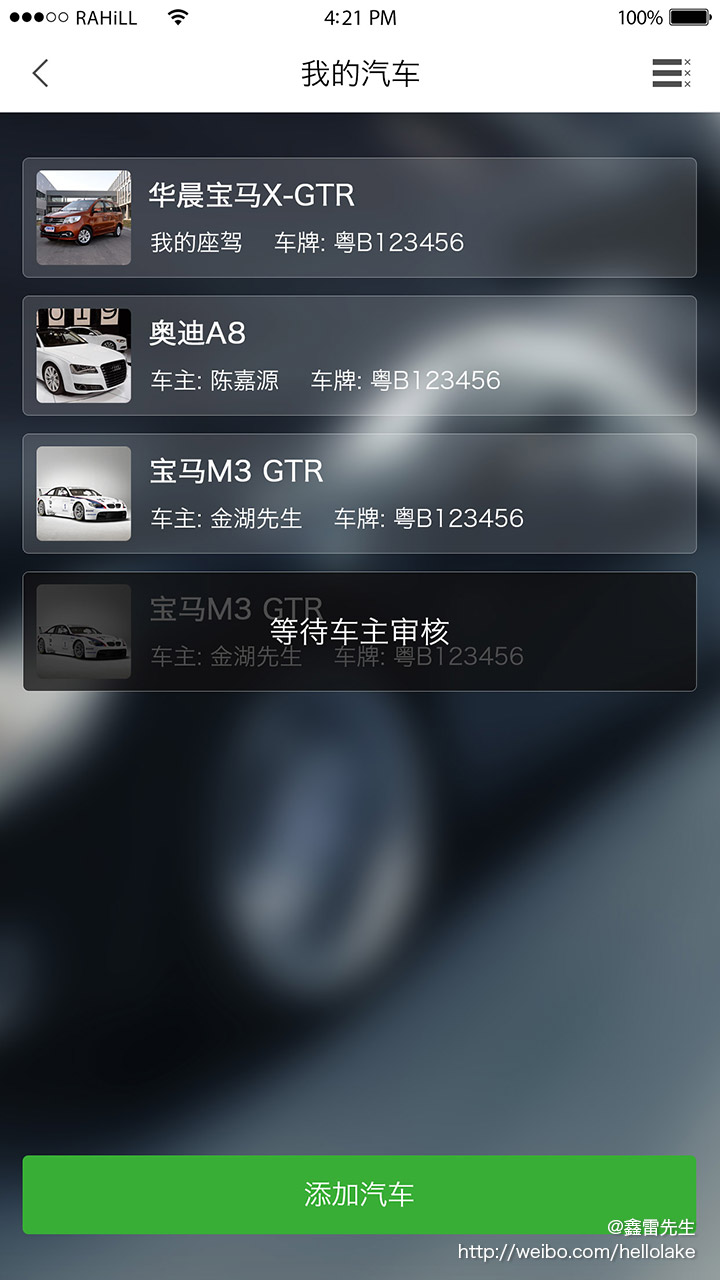 RAHiLL 4:21 PM 100%
我的汽车
华晨宝马X-GTR
我的座驾 车牌: 粤B123456
019
奥迪A8
车主: 陈嘉源 车牌: 粤B123456
宝马M3 GTR
车主: 金湖先生 车牌: 粤B123456
宝马M3 GTR
等待车主审核
车主: 金湖先生 车牌: 粤B123456
添加汽车
@鑫雷先生
http://weibo.com/hellolake